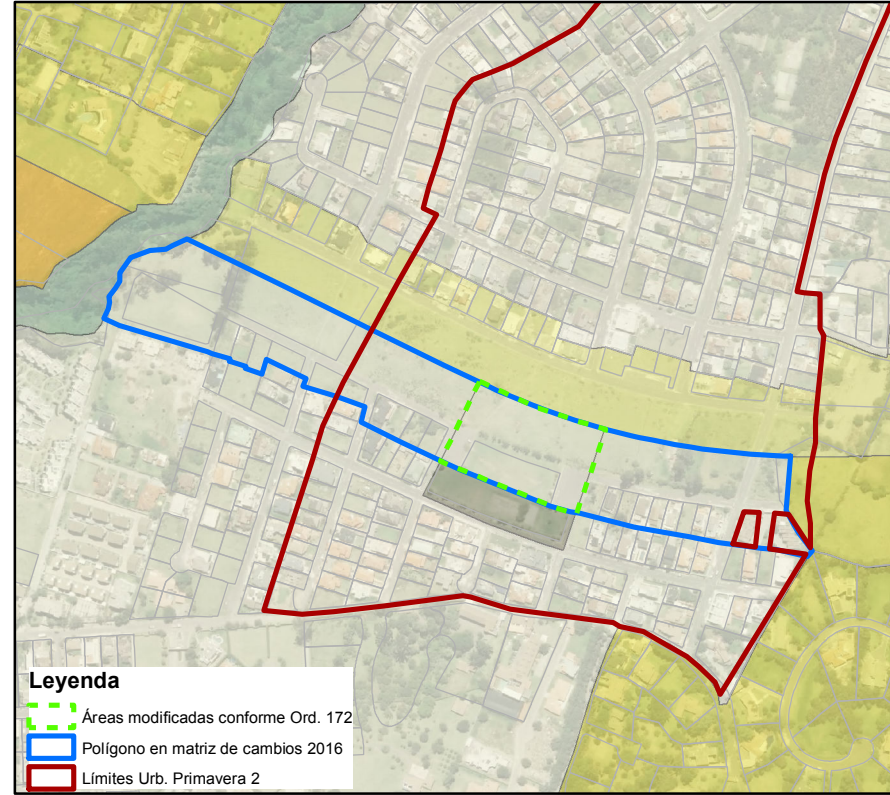 Leyenda
Áreas modificadas conforme Ord. 172
Polígono en matriz de cambios 2016
Límites Urb. Primavera 2